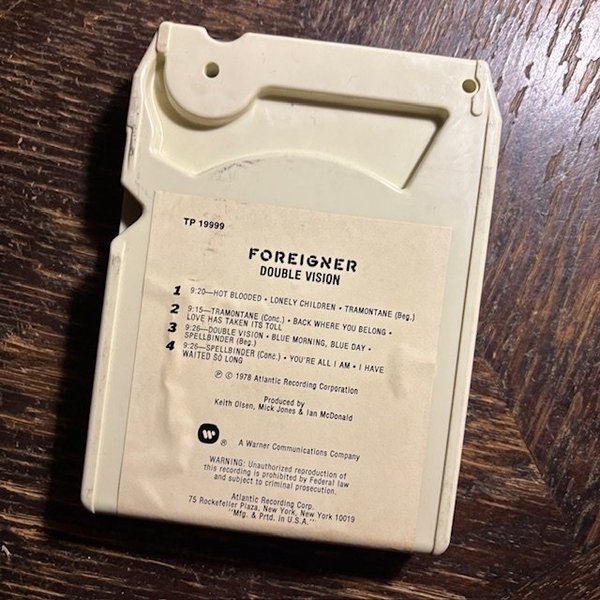 TP 19999
FOREIGNER
DOUBLE VISION
1 9:20—HOT BLOODED • LONELY CHILDREN • TRAMONTANE (Beg.)
2 9:15—TRAMONTANE (Conc.) • BACK WHERE YOU BELONG •
LOVE HAS TAKEN ITS TOLL
3 9:26—DOUBLE VISION • BLUE MORNING, BLUE DAY •
SPELLBINDER (Beg.)
4 9:26—SPELLBINDER (Conc.) • YOU'RE ALL I AM • I HAVE
WAITED SO LONG
Ⓟ © 1978 Atlantic Recording Corporation
Produced by
Keith Olsen, Mick Jones & Ian McDonald
W ® A Warner Communications Company
WARNING: Unauthorized reproduction of
this recording is prohibited by Federal law
and subject to criminal prosecution.
Atlantic Recording Corp.
75 Rockefeller Plaza, New York, New York 10019
"Mfg. & Prtd. in U.S.A."